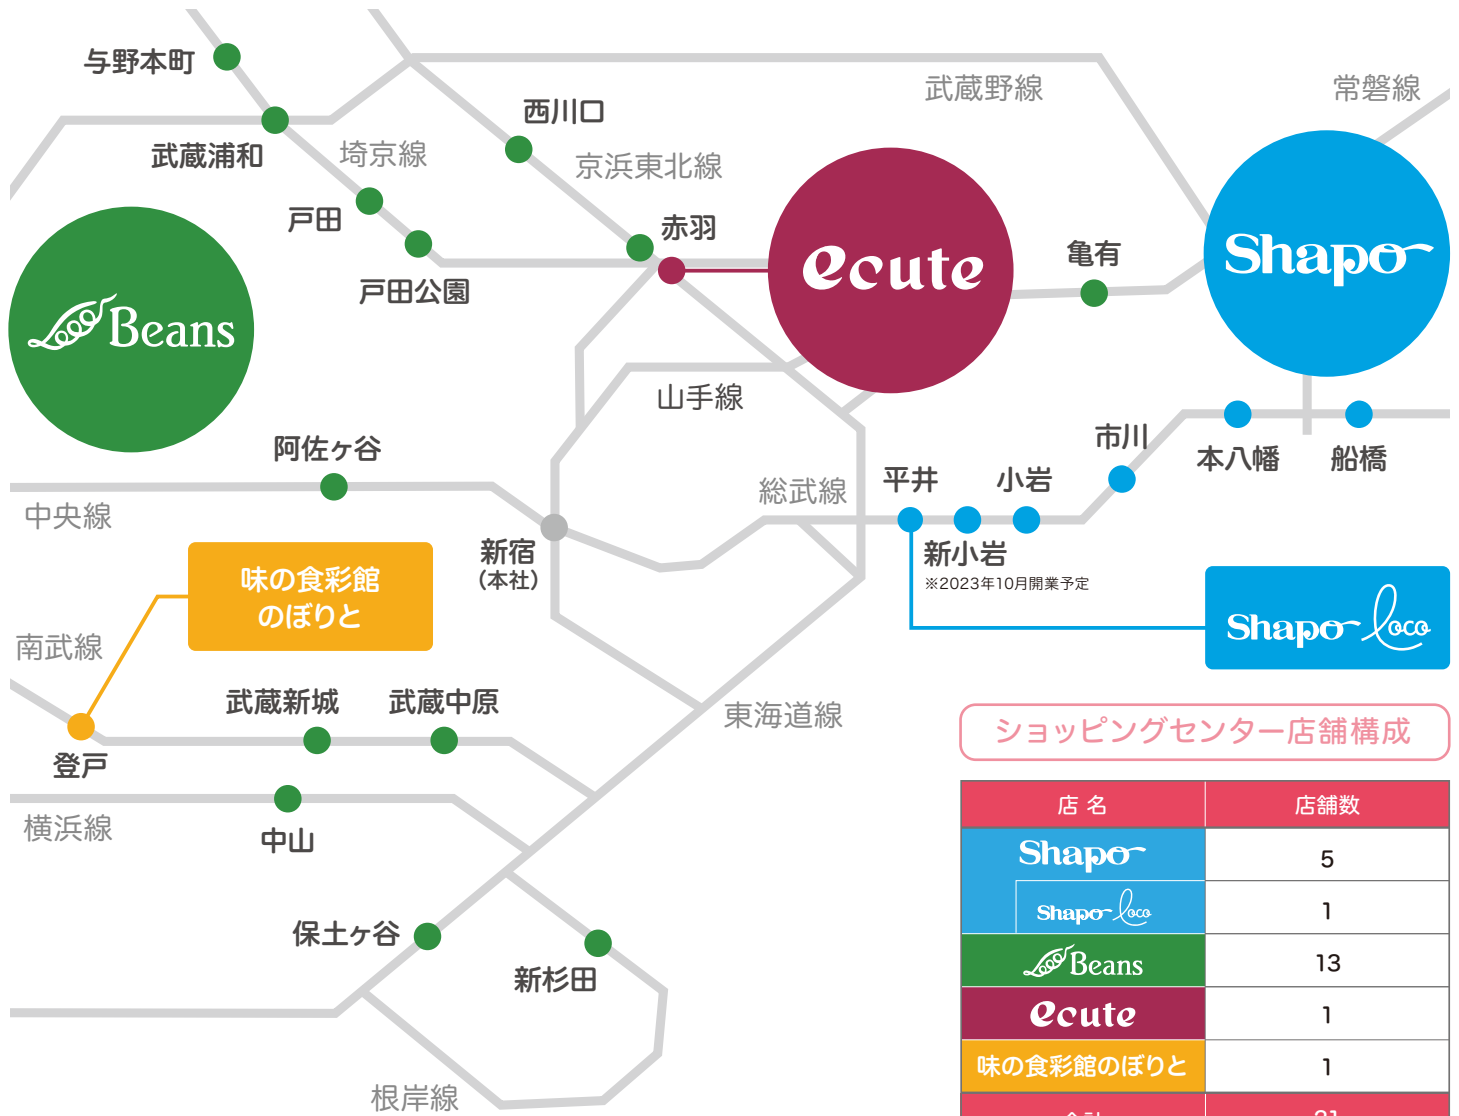 与野本町
武蔵浦和
埼京線
西川口
京浜東北線
武蔵野線
常磐線
戸田
戸田公園
赤羽
ecute
亀有
Shapo
Beans
山手線
阿佐ヶ谷
中央線
新宿
(本社)
総武線
平井
新小岩
※2023年10月開業予定
小岩
市川
本八幡
船橋
味の食彩館
のぼりと
Shapo loco
南武線
登戸
武蔵新城
武蔵中原
東海道線
横浜線
中山
保土ヶ谷
新杉田
根岸線
ショッピングセンター店舗構成
店 名 店舗数
Shapo 5
Shapo loco 1
Beans 13
ecute 1
味の食彩館のぼりと 1
合計 21